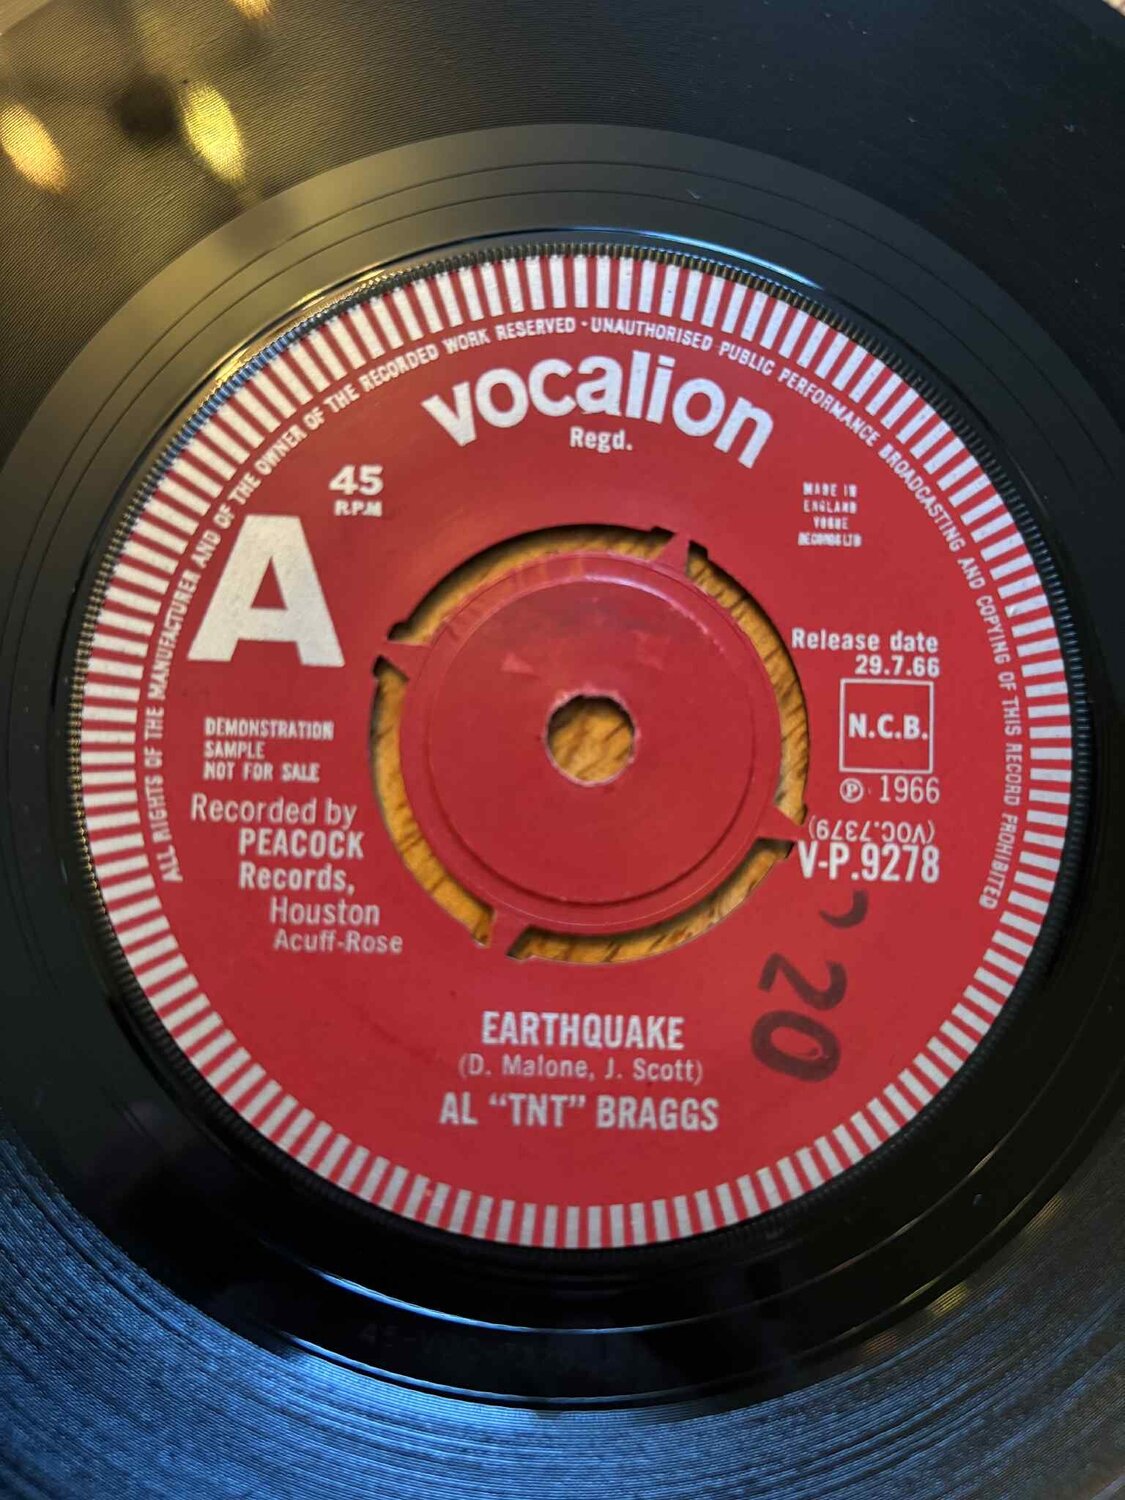 ALL RIGHTS OF THE MANUFACTURER AND OF THE OWNER OF THE RECORDED WORK RESERVED · UNAUTHORISED PUBLIC PERFORMANCE BROADCASTING AND COPYING OF THIS RECORD PROHIBITED
vocalion
Regd.
45
R.P.M
A
MADE IN
ENGLAND
VOGUE
RECORDS LTD
Release date
29.7.66
N.C.B.
℗ 1966
(VOC.7379)
V-P.9278
DEMONSTRATION
SAMPLE
NOT FOR SALE
Recorded by
PEACOCK
Records,
Houston
Acuff-Rose
20
EARTHQUAKE
(D. Malone, J. Scott)
AL “TNT” BRAGGS